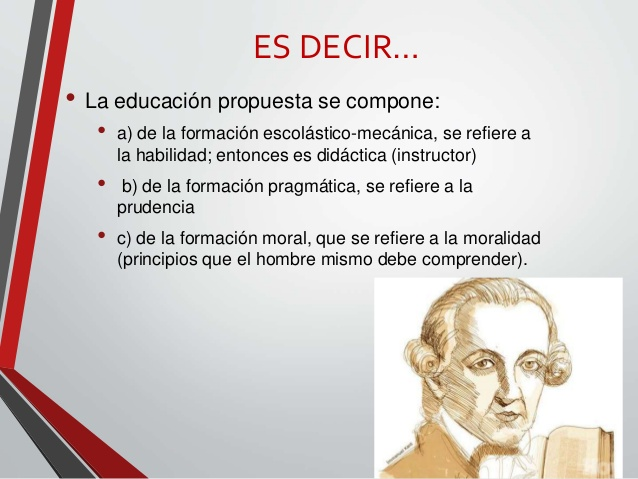 ES DECIR...
• La educación propuesta se compone:
• a) de la formación escolástico-mecánica, se refiere a
la habilidad; entonces es didáctica (instructor)
• b) de la formación pragmática, se refiere a la
prudencia
• c) de la formación moral, que se refiere a la moralidad
(principios que el hombre mismo debe comprender).